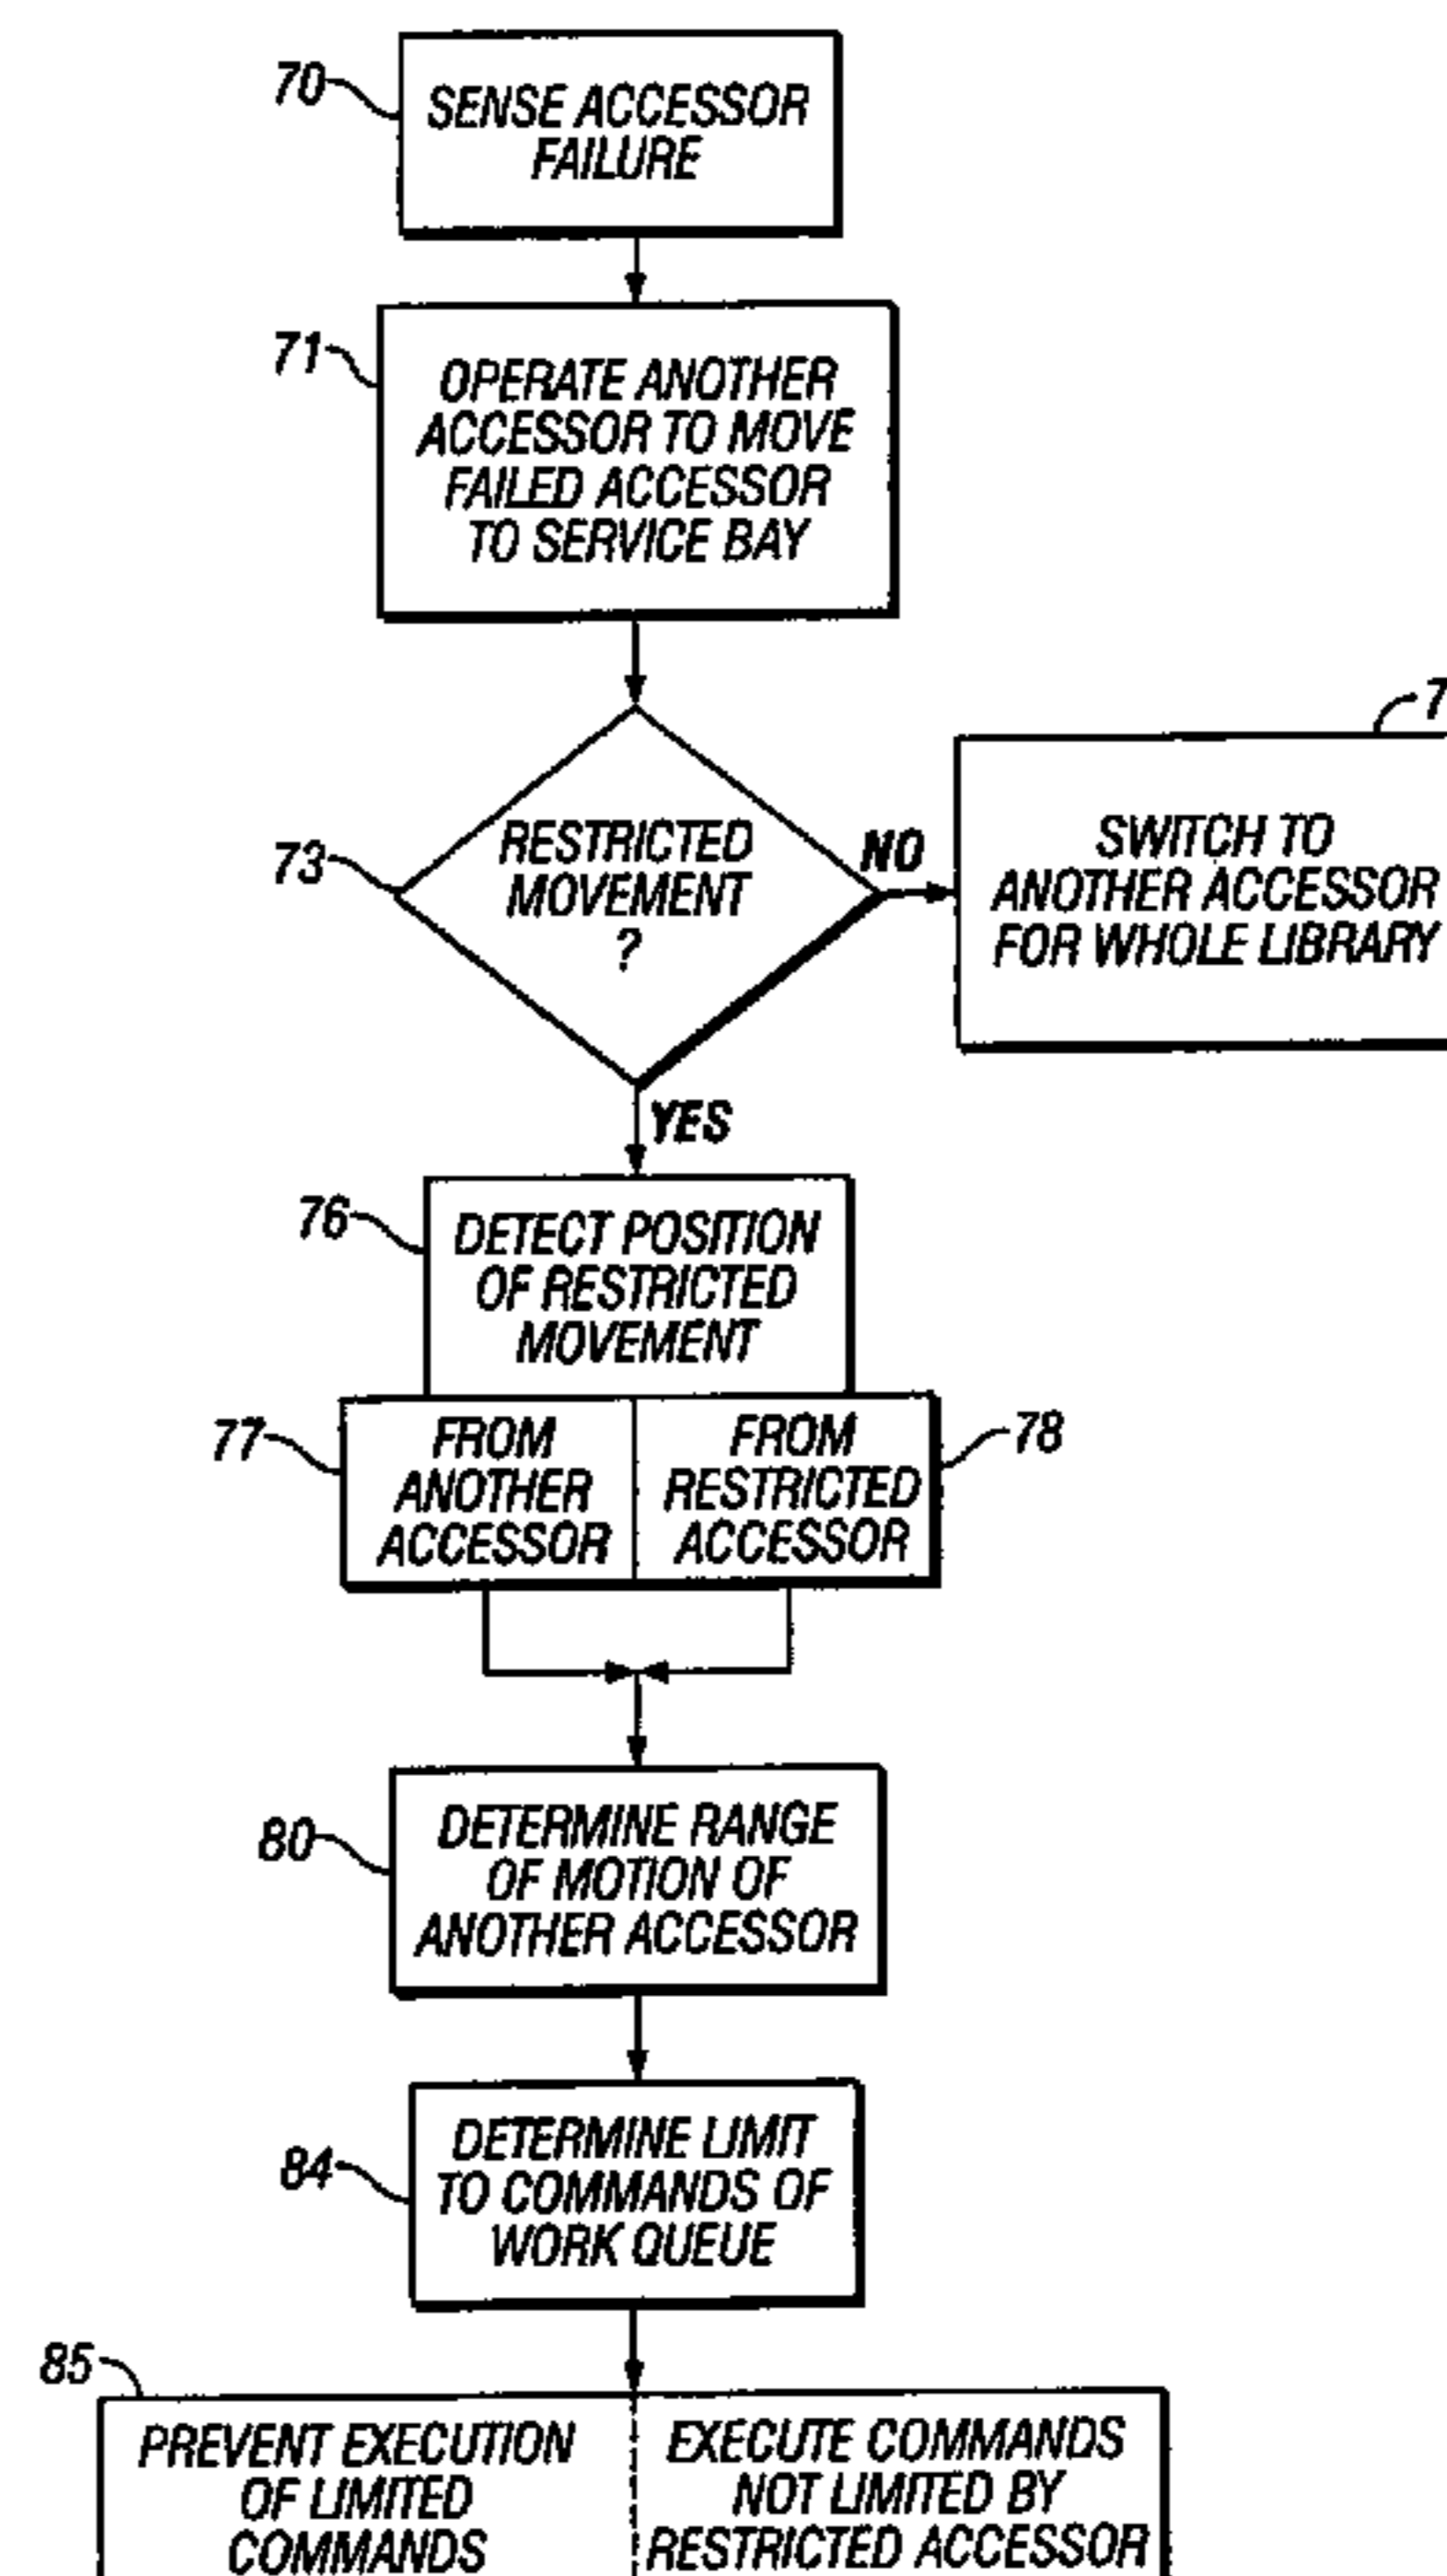 70
SENSE ACCESSOR
FAILURE
71
OPERATE ANOTHER
ACCESSOR TO MOVE
FAILED ACCESSOR
TO SERVICE BAY
73
RESTRICTED
MOVEMENT
?
NO
SWITCH TO
ANOTHER ACCESSOR
FOR WHOLE LIBRARY
YES
76
DETECT POSITION
OF RESTRICTED
MOVEMENT
77
FROM
ANOTHER
ACCESSOR
FROM
RESTRICTED
ACCESSOR
78
80
DETERMINE RANGE
OF MOTION OF
ANOTHER ACCESSOR
84
DETERMINE LIMIT
TO COMMANDS OF
WORK QUEUE
85
PREVENT EXECUTION
OF LIMITED
COMMANDS
EXECUTE COMMANDS
NOT LIMITED BY
RESTRICTED ACCESSOR